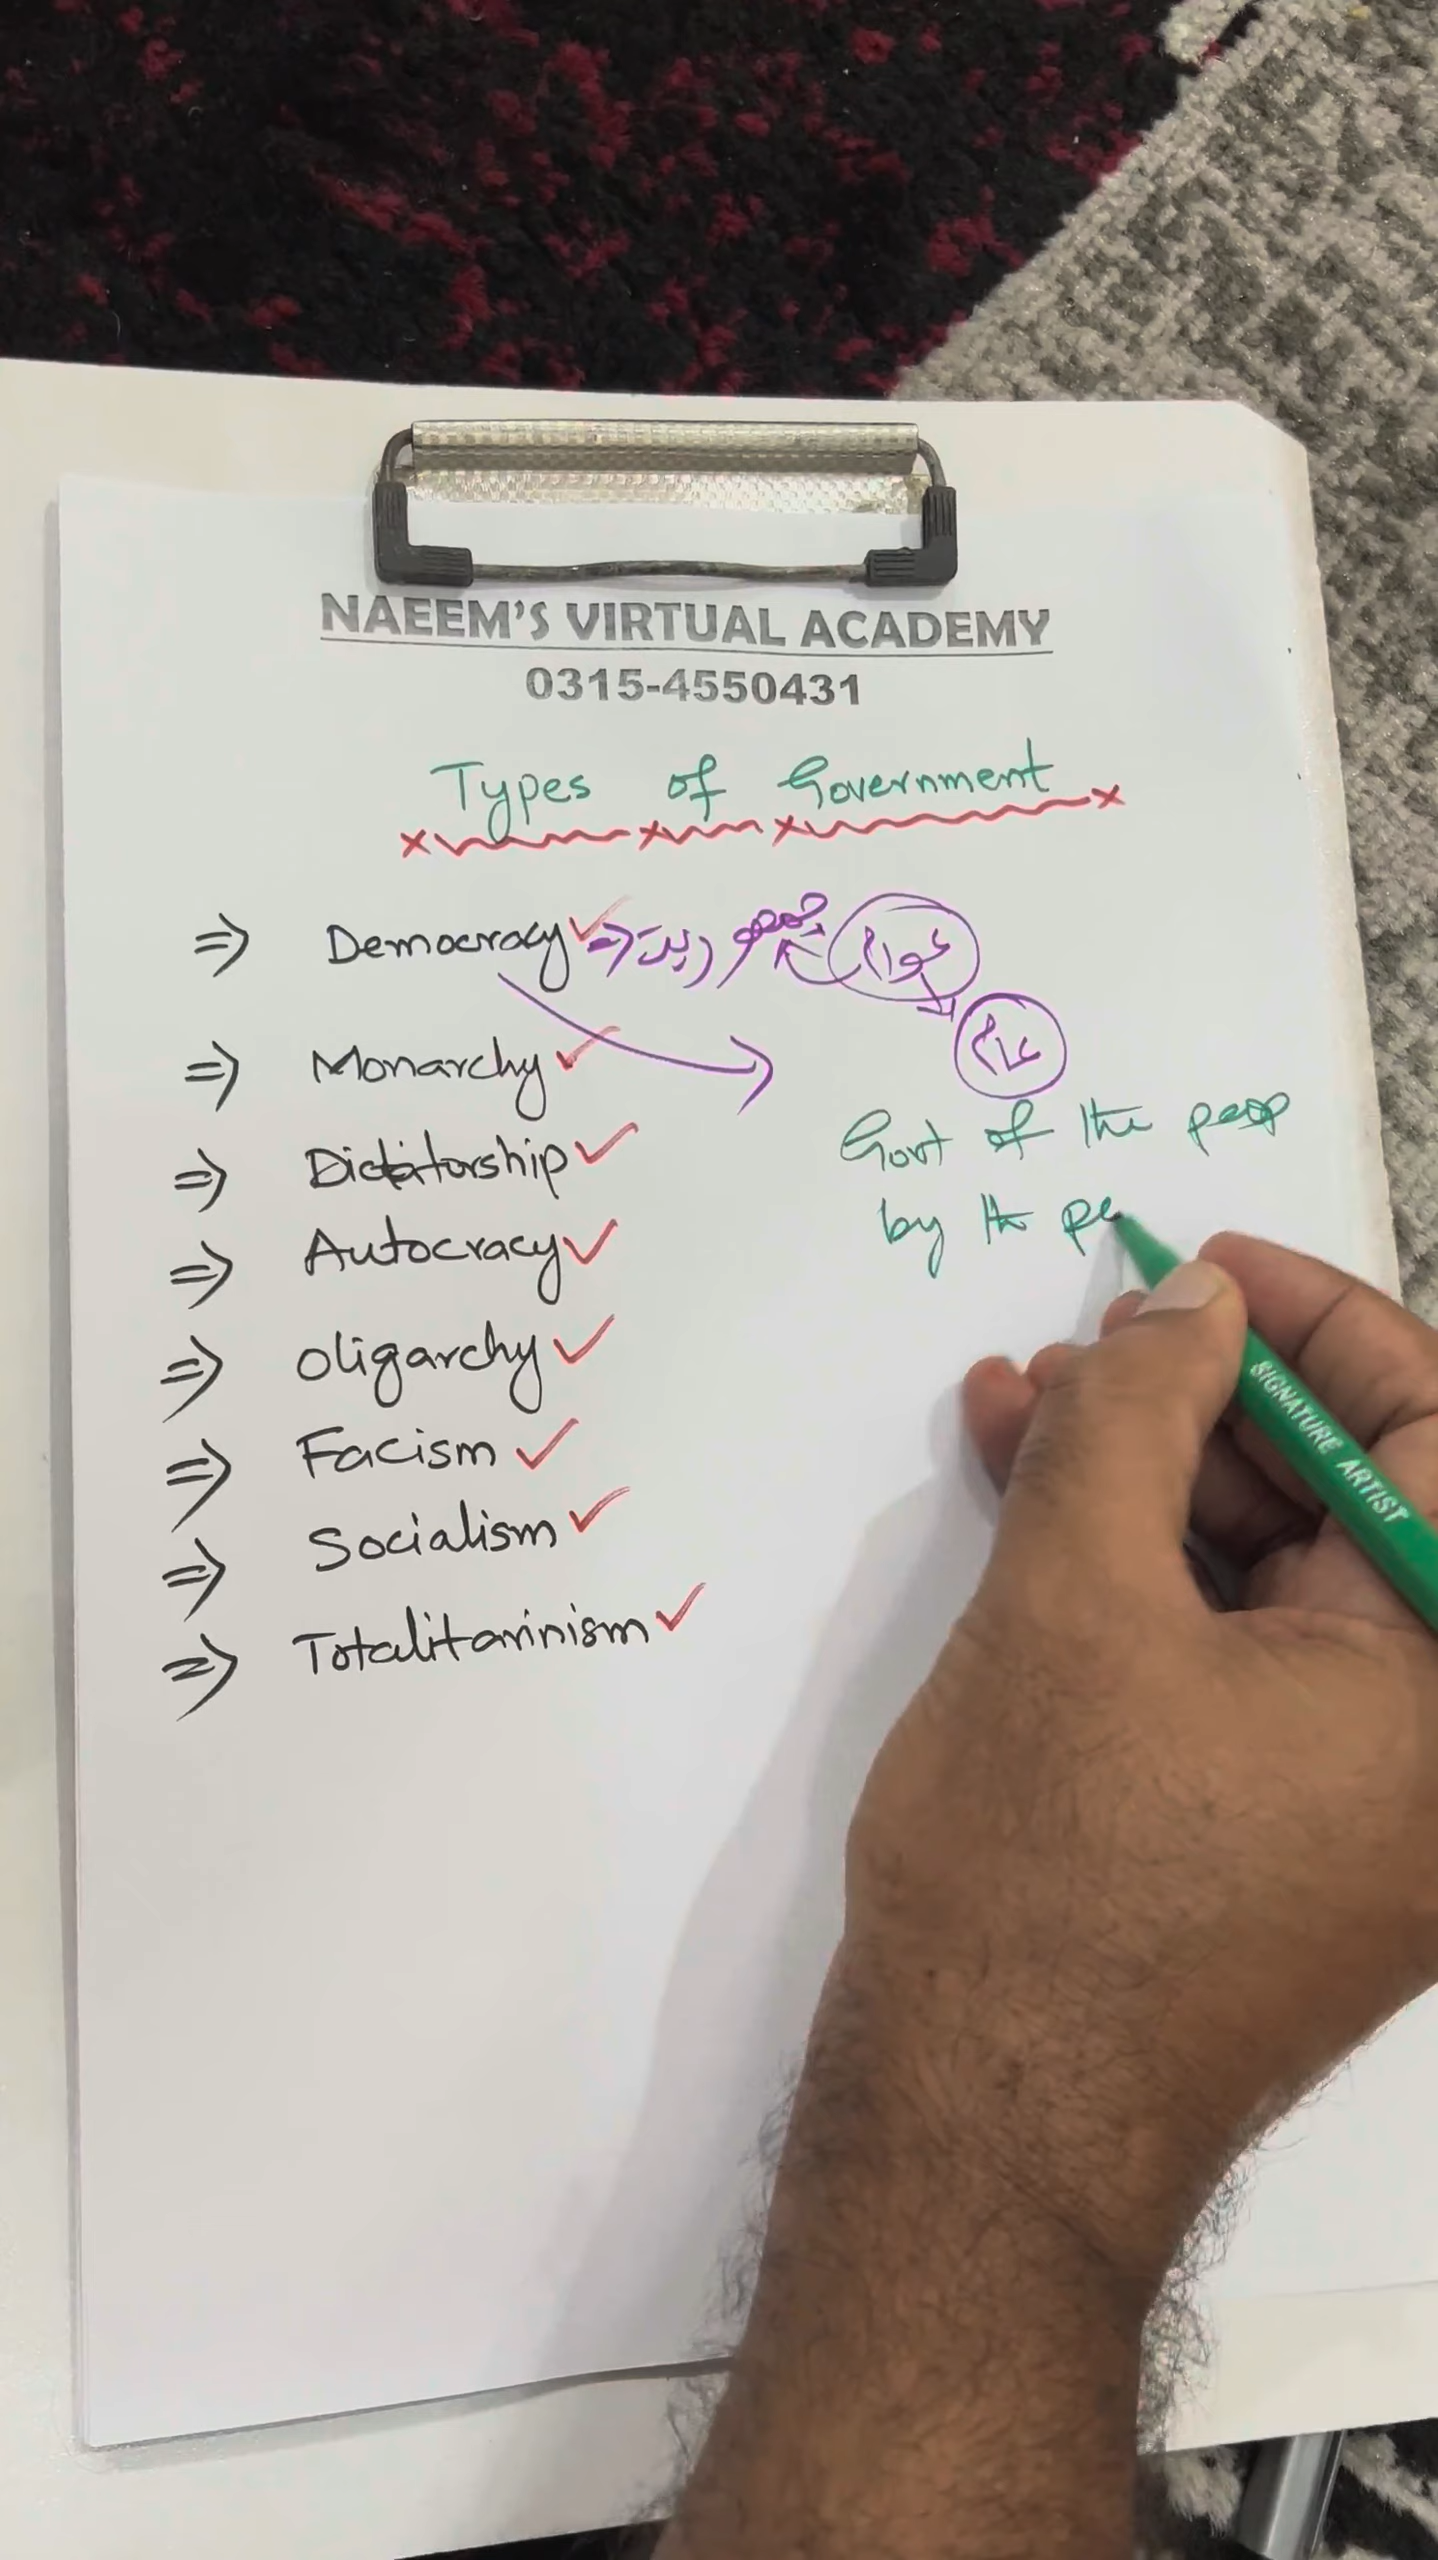 NAEEM'S VIRTUAL ACADEMY
0315-4550431
Types of Government
⇒ Democracy ✓ ⇒ جمہوریت عوام
عام
⇒ Monarchy ✓
Govt of the peop
⇒ Dictatorship ✓
by the pe
⇒ Autocracy ✓
⇒ Oligarchy ✓
⇒ Facism ✓
⇒ Socialism ✓
⇒ Totalitarinism ✓
SIGNATURE ARTIST